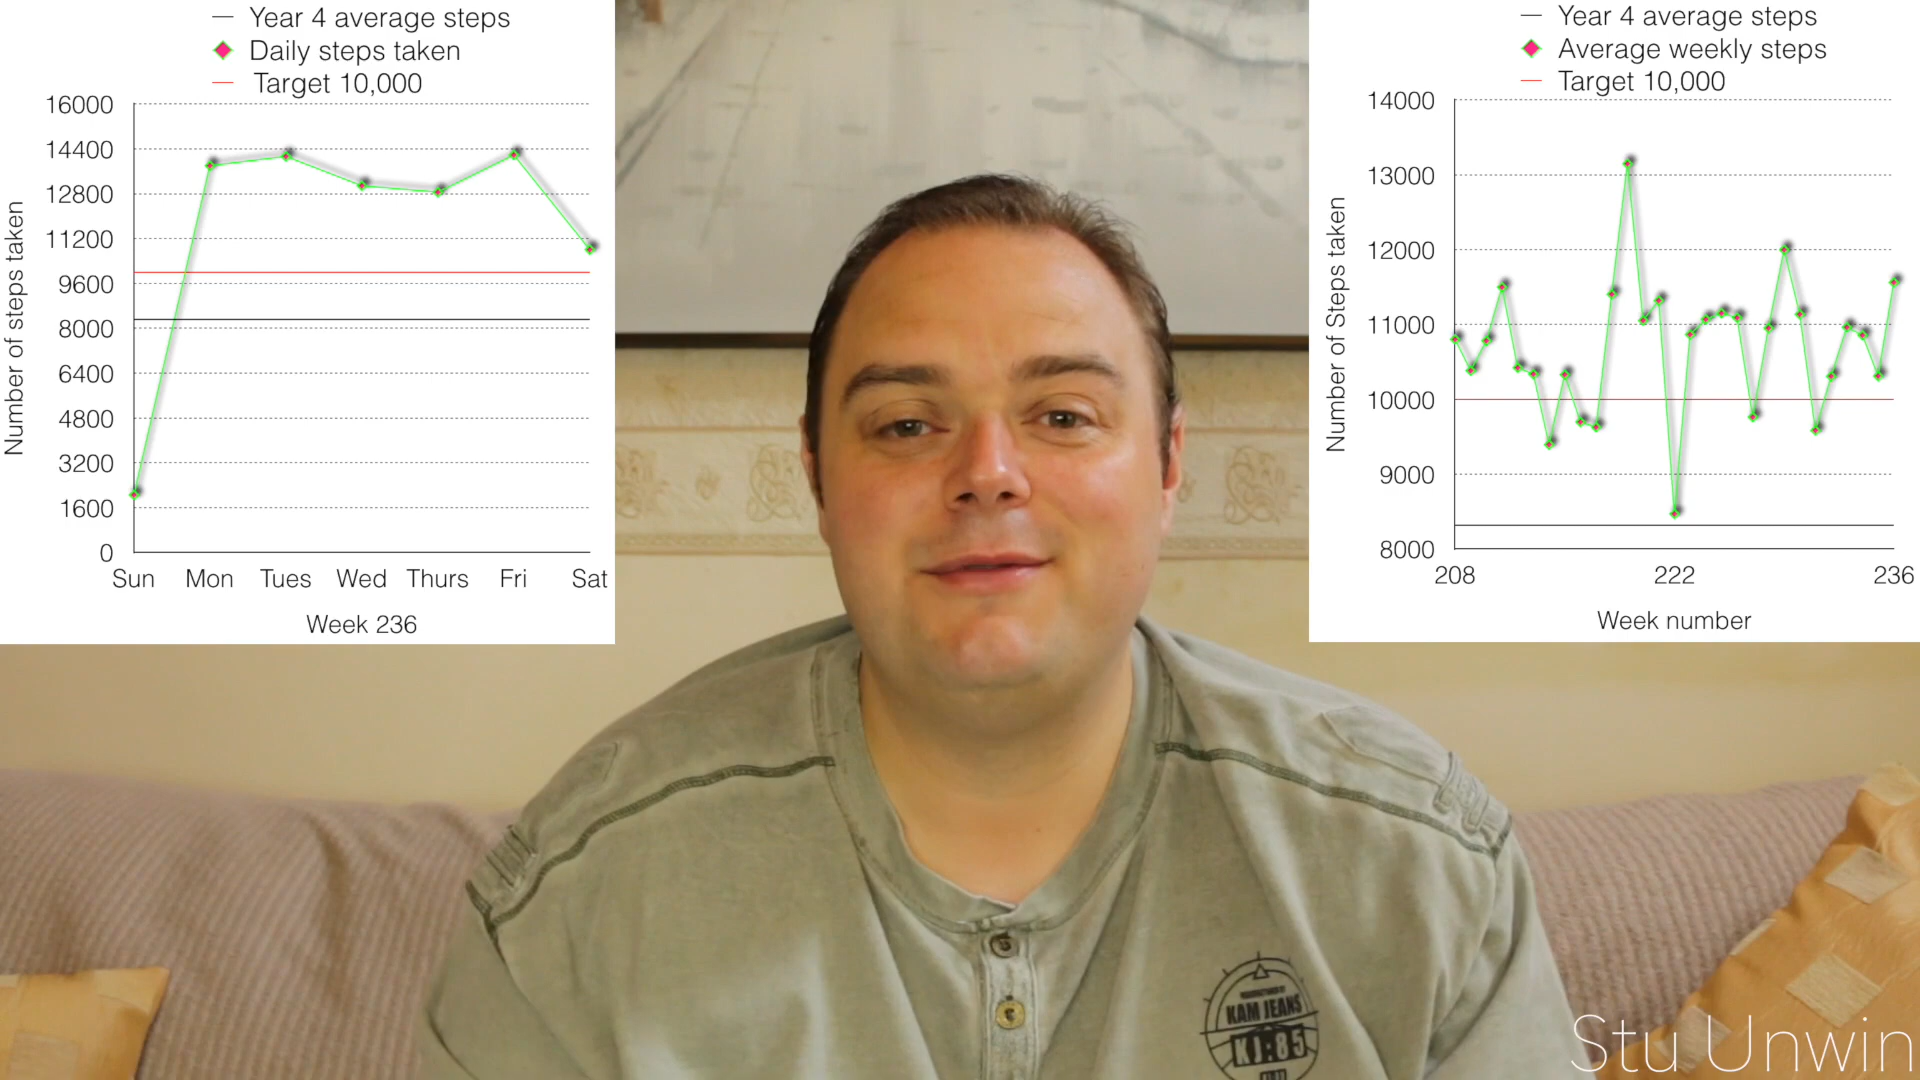 Year 4 average steps
Daily steps taken
Target 10,000
16000
14400
12800
11200
9600
8000
6400
4800
3200
1600
0
Number of steps taken
Sun Mon Tues Wed Thurs Fri Sat
Week 236
Year 4 average steps
Average weekly steps
Target 10,000
14000
13000
12000
11000
10000
9000
8000
Number of Steps taken
208 222 236
Week number
KAM JEANS
KJ:85
Stu Unwin